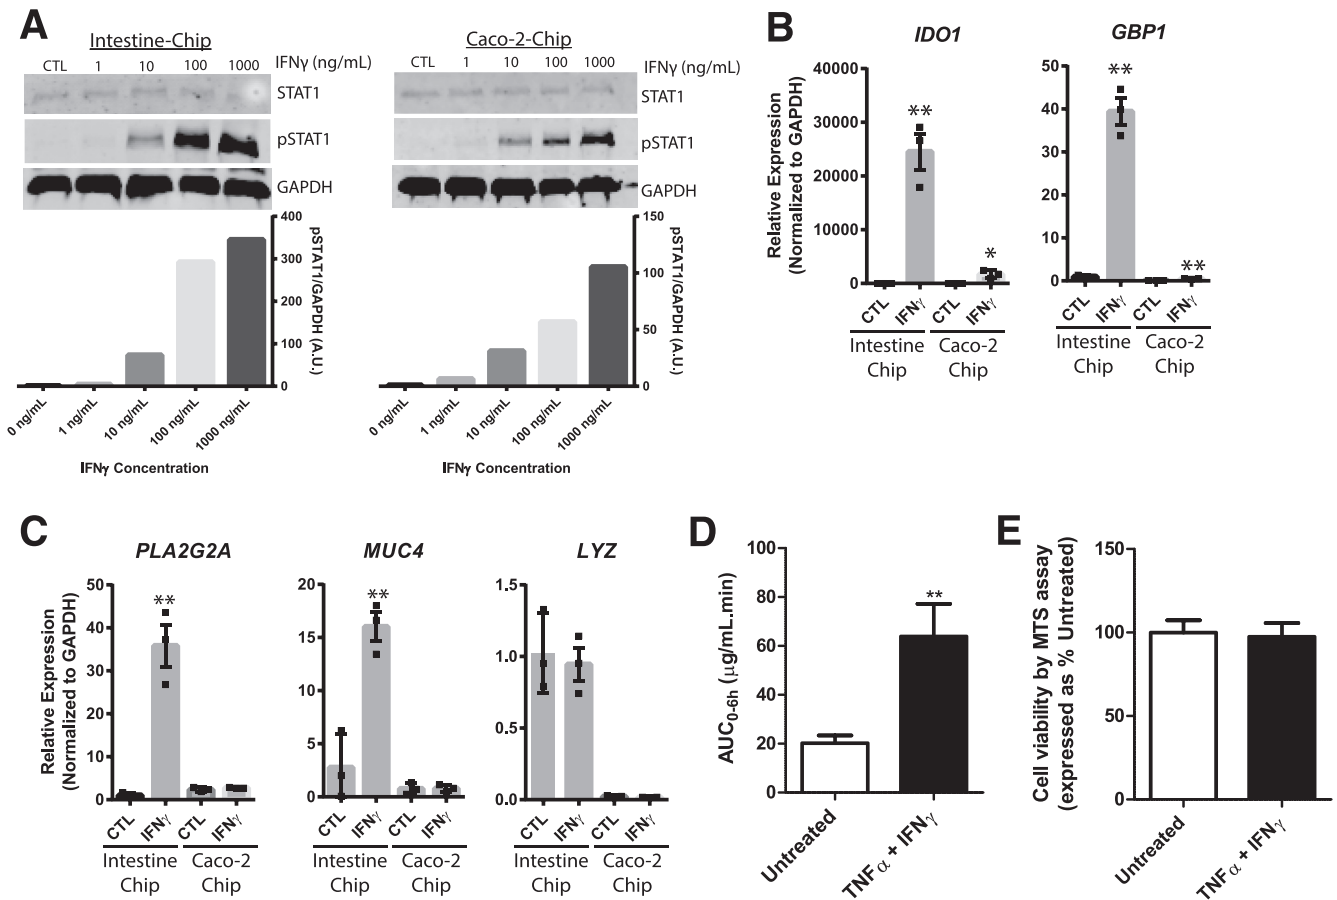 A
Intestine-Chip
CTL 1 10 100 1000 IFNγ (ng/mL)
STAT1
pSTAT1
GAPDH
400
300
200
100
0
pSTAT1/GAPDH (A.U.)
0 ng/mL 1 ng/mL 10 ng/mL 100 ng/mL 1000 ng/mL
IFNγ Concentration
Caco-2-Chip
CTL 1 10 100 1000 IFNγ (ng/mL)
STAT1
pSTAT1
GAPDH
150
100
50
0
pSTAT1/GAPDH (A.U.)
0 ng/mL 1 ng/mL 10 ng/mL 100 ng/mL 1000 ng/mL
IFNγ Concentration
B
IDO1
Relative Expression
(Normalized to GAPDH)
40000
30000
20000
10000
0
**
*
CTL IFNγ CTL IFNγ
Intestine Caco-2
Chip Chip
GBP1
50
40
30
20
10
0
**
**
CTL IFNγ CTL IFNγ
Intestine Caco-2
Chip Chip
C
PLA2G2A
Relative Expression
(Normalized to GAPDH)
50
40
30
20
10
0
**
CTL IFNγ CTL IFNγ
Intestine Caco-2
Chip Chip
MUC4
20
15
10
5
0
**
CTL IFNγ CTL IFNγ
Intestine Caco-2
Chip Chip
LYZ
1.5
1.0
0.5
0.0
CTL IFNγ CTL IFNγ
Intestine Caco-2
Chip Chip
D
AUC0-6h (µg/mL.min)
100
80
60
40
20
0
**
Untreated TNFα + IFNγ
E
Cell viability by MTS assay
(expressed as % Untreated)
150
100
50
0
Untreated TNFα + IFNγ